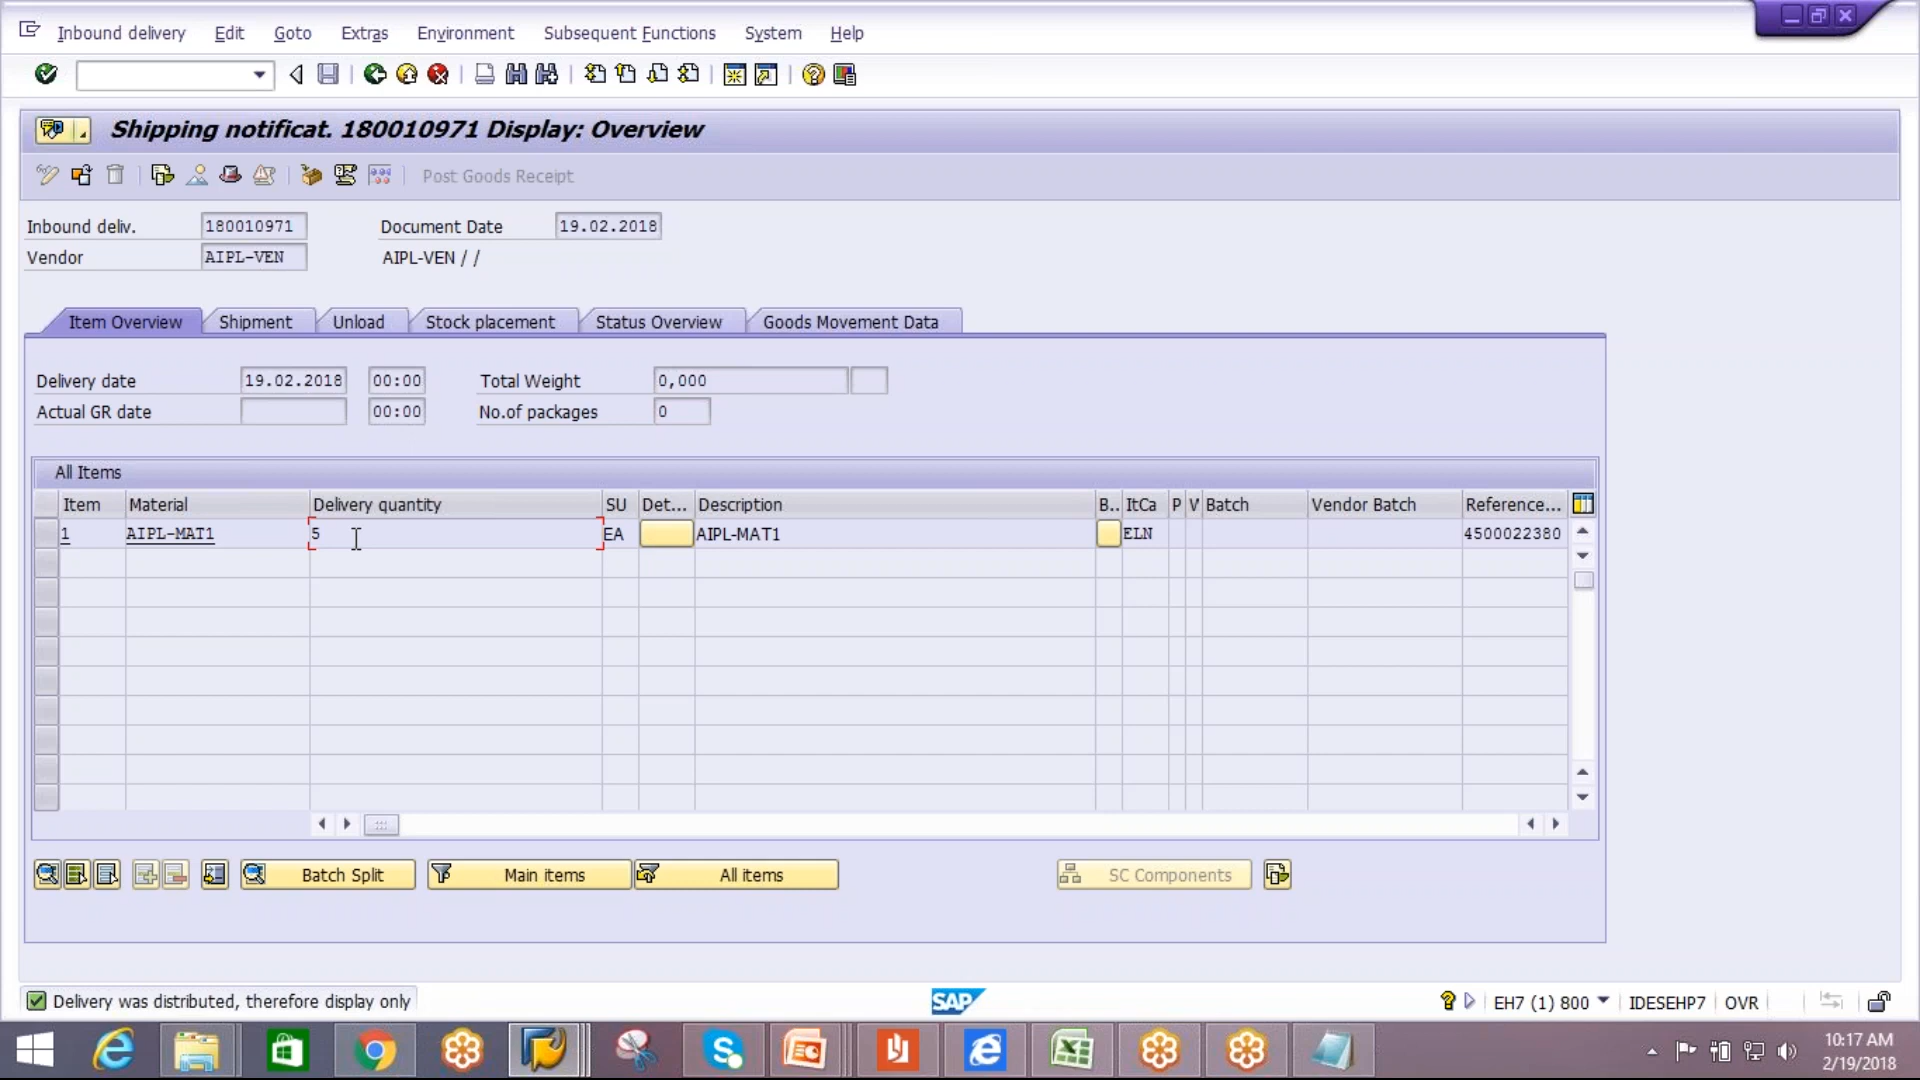 Inbound delivery Edit Goto Extras Environment Subsequent Functions System Help
Shipping notificat. 180010971 Display: Overview
Post Goods Receipt
Inbound deliv. 180010971 Document Date 19.02.2018
Vendor AIPL-VEN AIPL-VEN / /
Item Overview Shipment Unload Stock placement Status Overview Goods Movement Data
Delivery date 19.02.2018 00:00 Total Weight 0,000
Actual GR date 00:00 No.of packages 0
All Items
Item Material Delivery quantity SU Det... Description B.. ItCa P V Batch Vendor Batch Reference...
1 AIPL-MAT1 5 EA AIPL-MAT1 ELN 4500022380
Batch Split Main items All items SC Components
Delivery was distributed, therefore display only SAP EH7 (1) 800 IDESEHP7 OVR
10:17 AM
2/19/2018